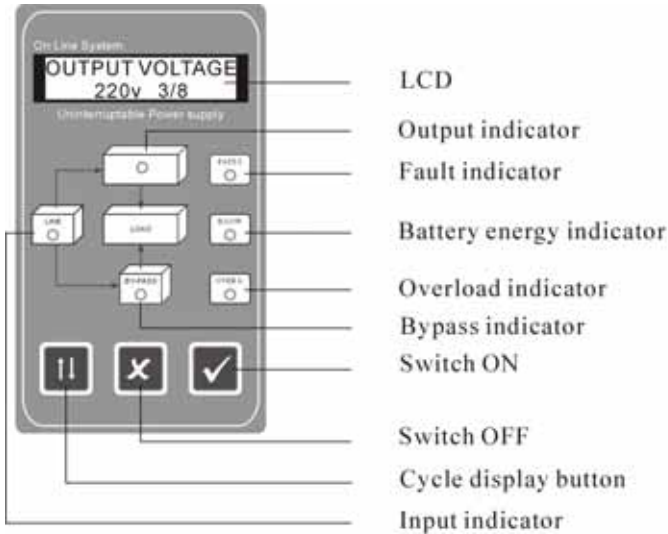 On Line System
OUTPUT VOLTAGE
220v 3/8
Uninterruptable Power supply
LINE
LOAD
BYPASS
LCD
Output indicator
Fault indicator
Battery energy indicator
Overload indicator
Bypass indicator
Switch ON
Switch OFF
Cycle display button
Input indicator